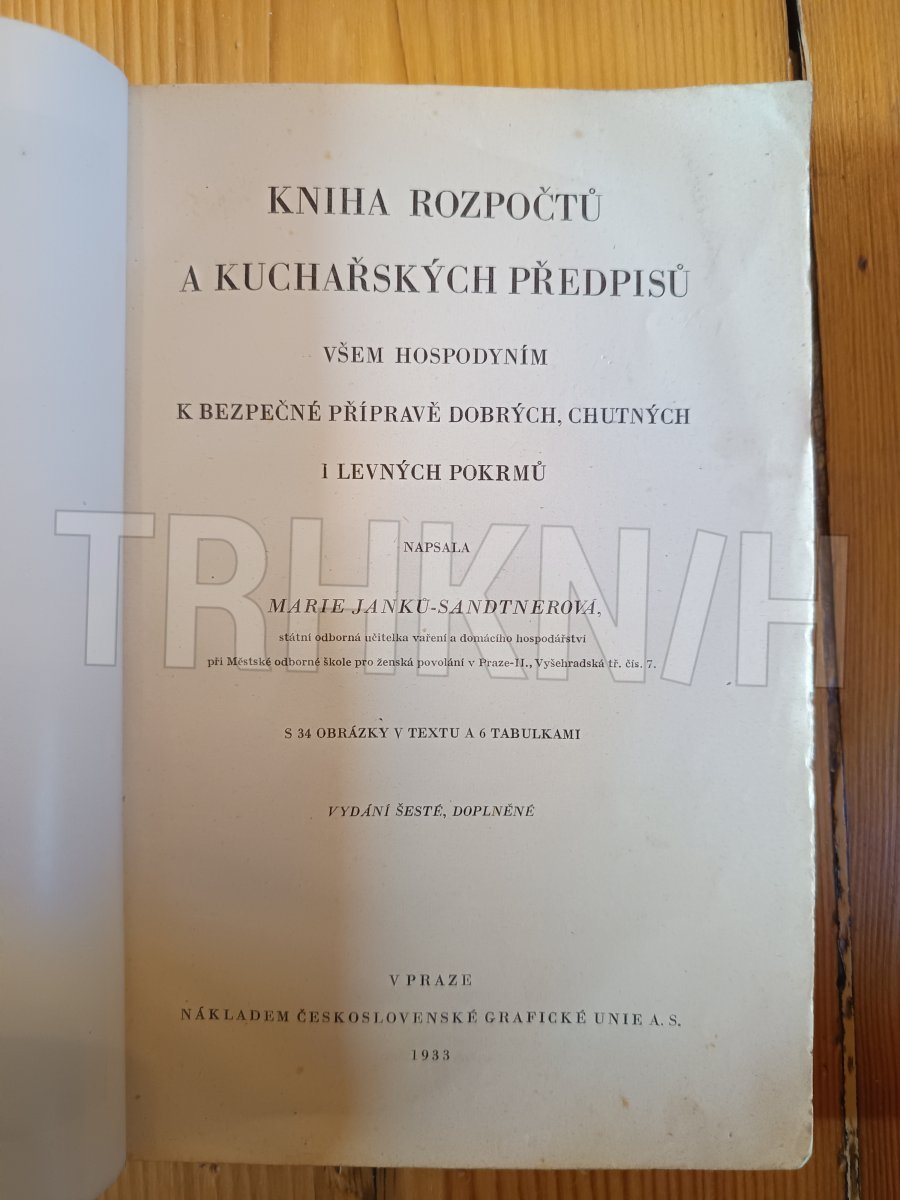 KNIHA ROZPOČTŮ
A KUCHAŘSKÝCH PŘEDPISŮ
VŠEM HOSPODYNÍM
K BEZPEČNÉ PŘÍPRAVĚ DOBRÝCH, CHUTNÝCH
I LEVNÝCH POKRMŮ
NAPSALA
MARIE JANKŮ-SANDTNEROVÁ,
státní odborná učitelka vaření a domácího hospodářství
při Městské odborné škole pro ženská povolání v Praze-II., Vyšehradská tř. čís. 7.
S 34 OBRÁZKY V TEXTU A 6 TABULKAMI
VYDÁNÍ ŠESTÉ, DOPLNĚNÉ
V PRAZE
NÁKLADEM ČESKOSLOVENSKÉ GRAFICKÉ UNIE A. S.
1933
TRHKN/H